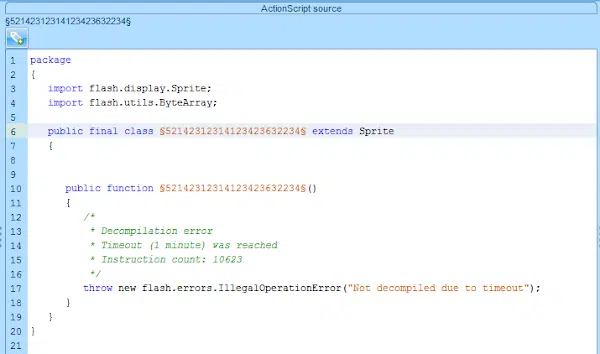 ActionScript source
§52142312314123423632234§
1 package
2 {
3 import flash.display.Sprite;
4 import flash.utils.ByteArray;
5
6 public final class §52142312314123423632234§ extends Sprite
7 {
8
9
10 public function §52142312314123423632234§()
11 {
12 /*
13 * Decompilation error
14 * Timeout (1 minute) was reached
15 * Instruction count: 10623
16 */
17 throw new flash.errors.IllegalOperationError("Not decompiled due to timeout");
18 }
19 }
20 }
21